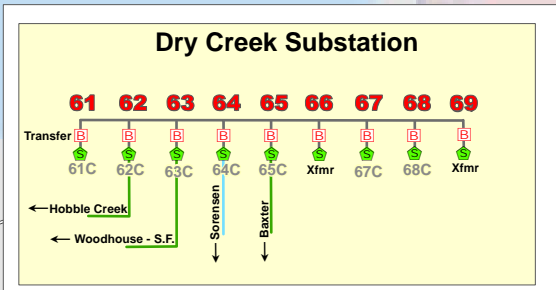 Dry Creek Substation
61 62 63 64 65 66 67 68 69
Transfer B B B B B B B B B
S S S S S S S S S
61C 62C 63C 64C 65C Xfmr 67C 68C Xfmr
←Hobble Creek
← Woodhouse - S.F.
← Sorensen
← Baxter